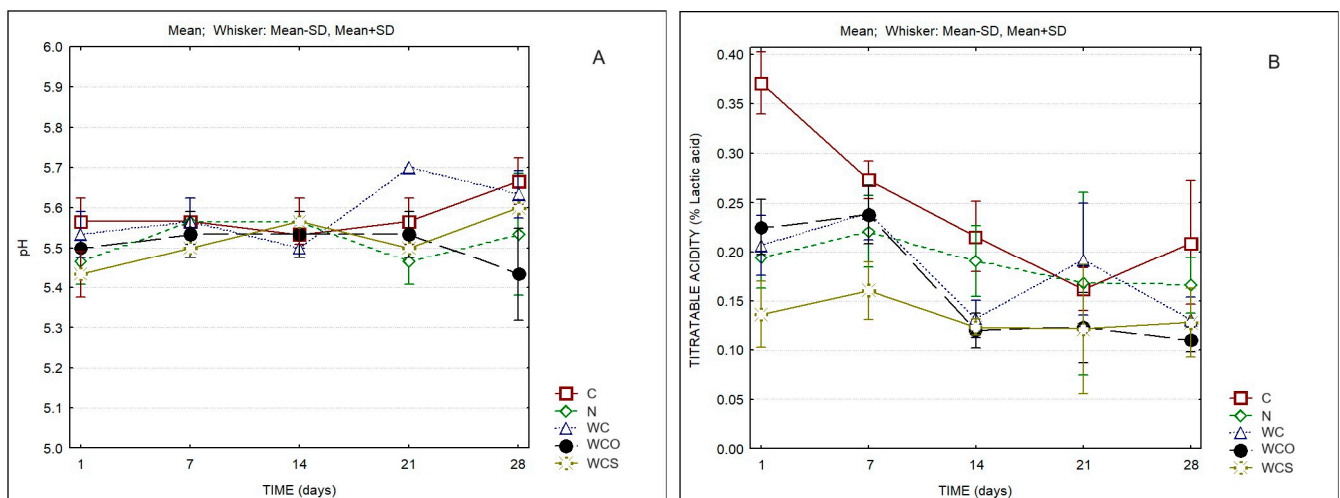 Mean; Whisker: Mean-SD, Mean+SD
A
6.0
5.9
5.8
5.7
5.6
5.5
5.4
5.3
5.2
5.1
5.0
pH
1 7 14 21 28
TIME (days)
C
N
WC
WCO
WCS
Mean; Whisker: Mean-SD, Mean+SD
B
0.40
0.35
0.30
0.25
0.20
0.15
0.10
0.05
0.00
TITRATABLE ACIDITY (% Lactic acid)
1 7 14 21 28
TIME (days)
C
N
WC
WCO
WCS